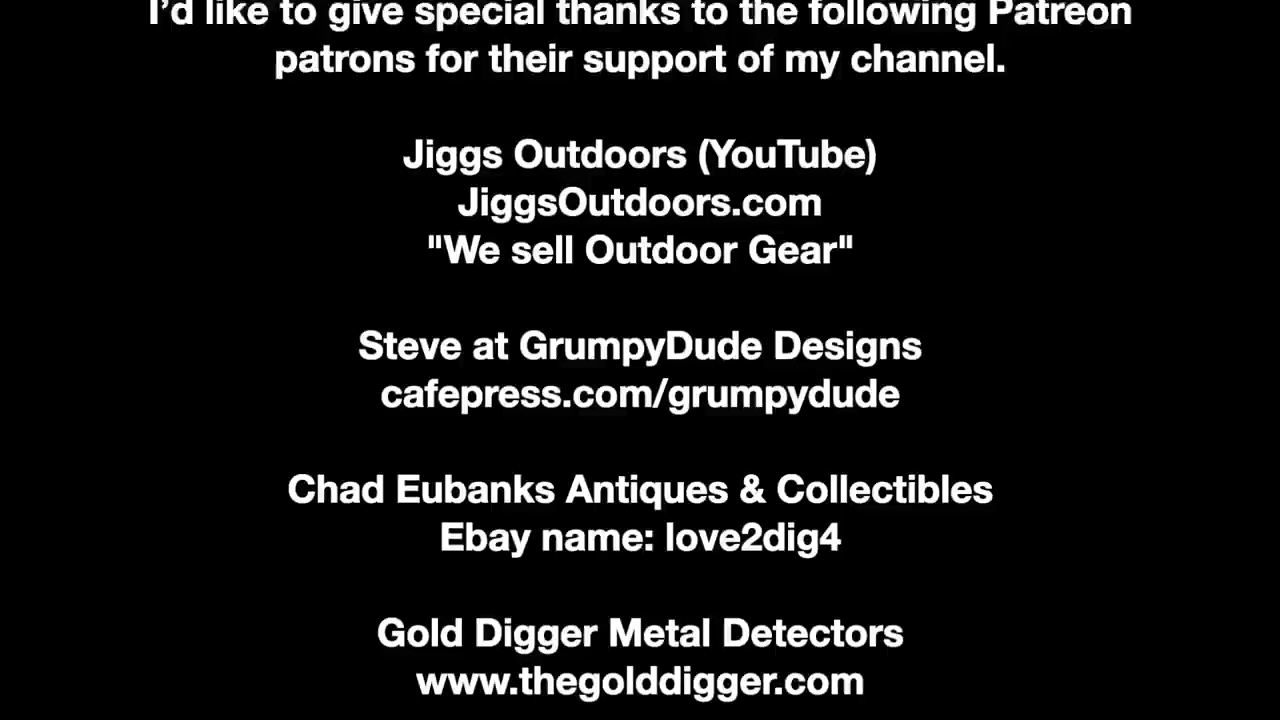 I’d like to give special thanks to the following Patreon
patrons for their support of my channel.
Jiggs Outdoors (YouTube)
JiggsOutdoors.com
"We sell Outdoor Gear"
Steve at GrumpyDude Designs
cafepress.com/grumpydude
Chad Eubanks Antiques & Collectibles
Ebay name: love2dig4
Gold Digger Metal Detectors
www.thegolddigger.com